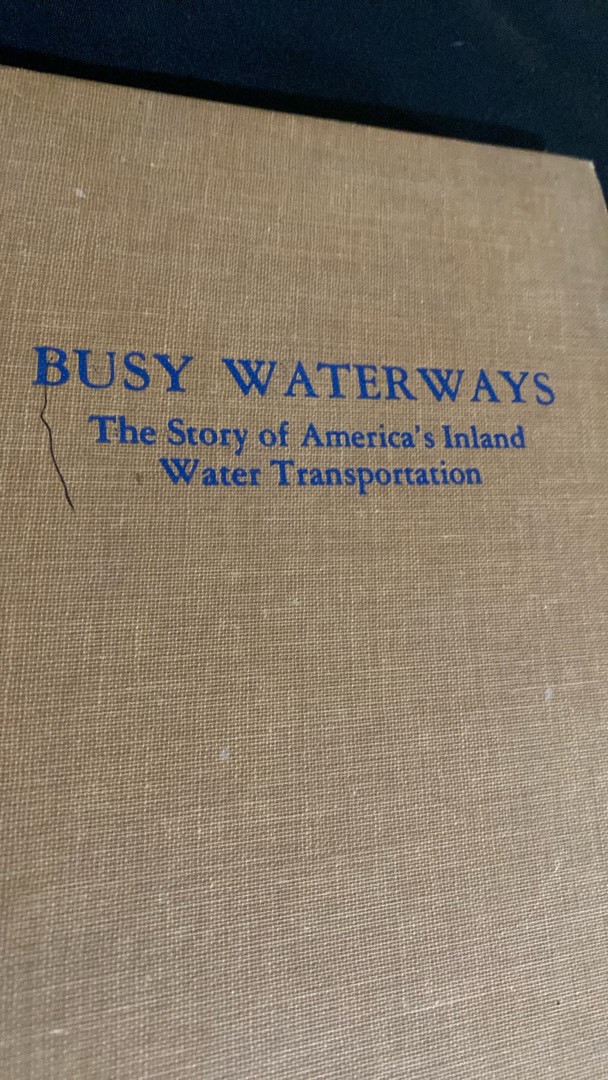 BUSY WATERWAYS
The Story of America's Inland
Water Transportation